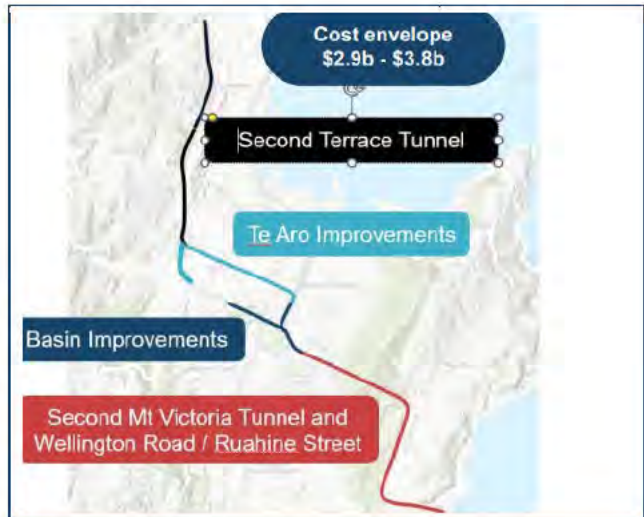 Cost envelope
$2.9b - $3.8b
Second Terrace Tunnel
Te Aro Improvements
Basin Improvements
Second Mt Victoria Tunnel and
Wellington Road / Ruahine Street